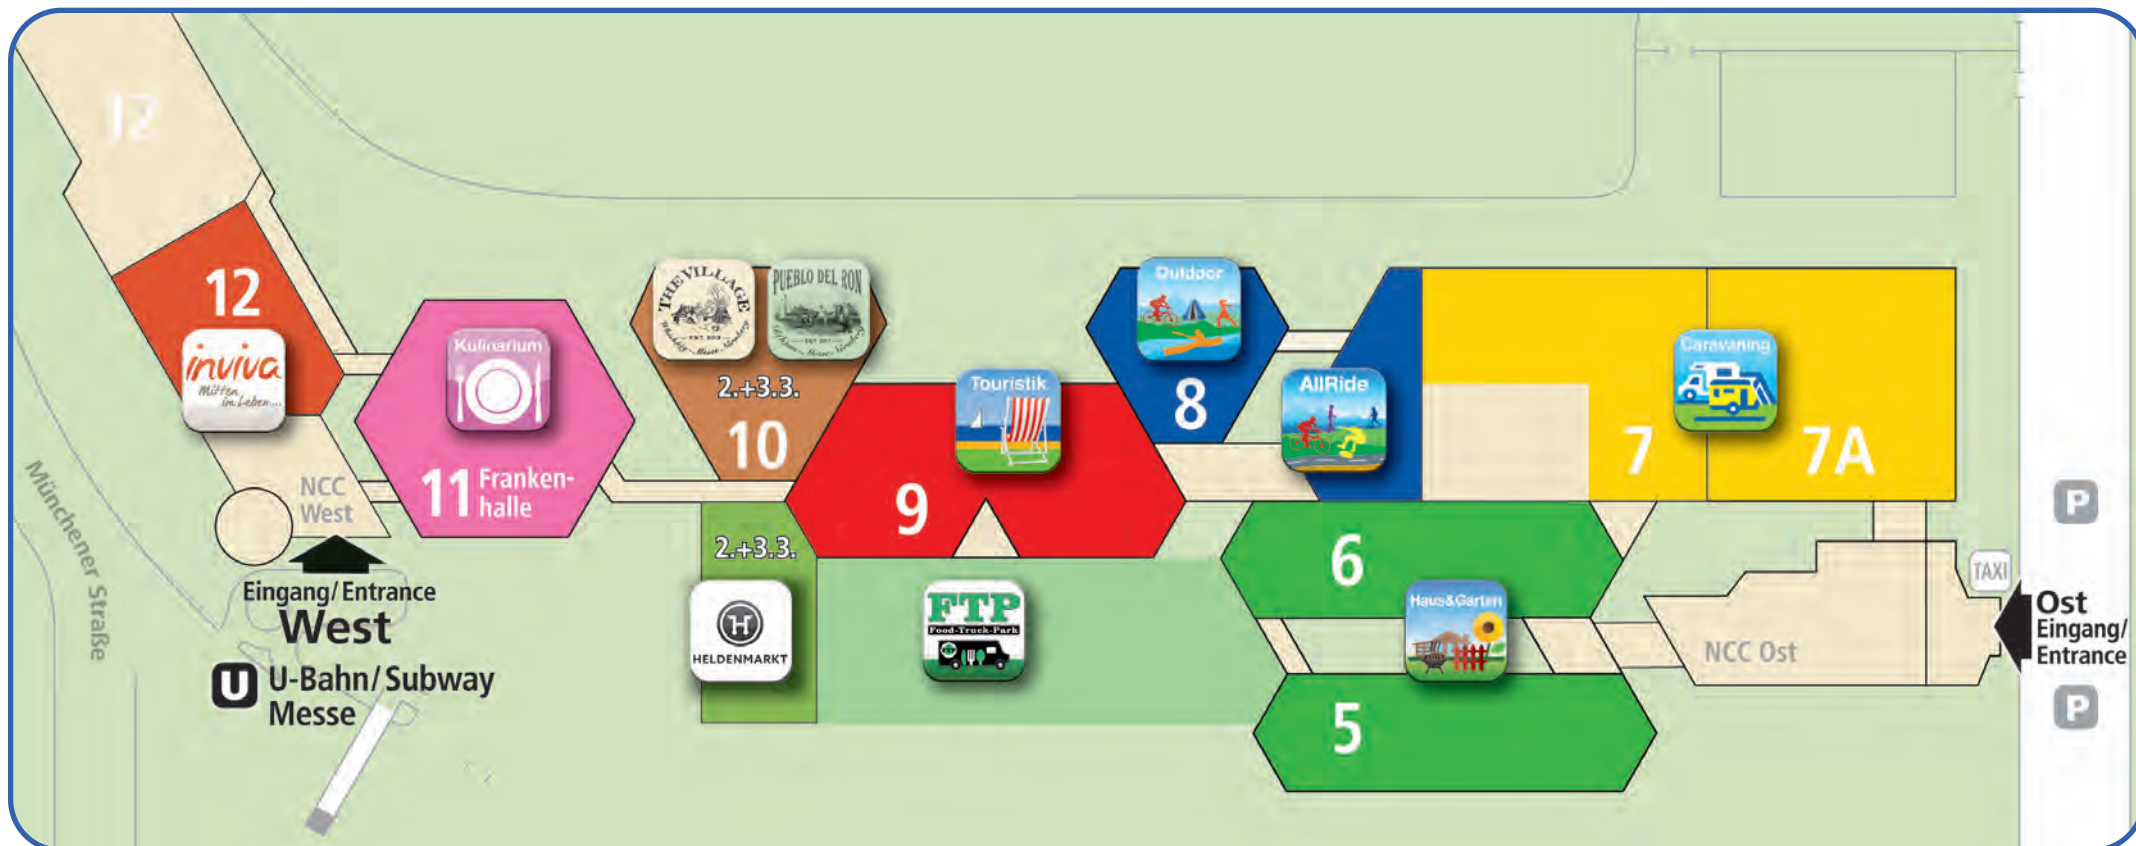 12
12
inviva
Mitten
im Leben...
NCC
West
Eingang/Entrance
West
U
U-Bahn/Subway
Messe
Münchener Straße
Kulinarium
11 Franken-
halle
THE VILLAGE
EST. 2013
PUEBLO DEL RON
2.+3.3.
10
2.+3.3.
H
HELDENMARKT
9
Touristik
FTP
Food-Truck-Park
Outdoor
8
AllRide
6
Haus&Garten
5
Caravaning
7
7A
NCC Ost
TAXI
P
Ost
Eingang/
Entrance
P